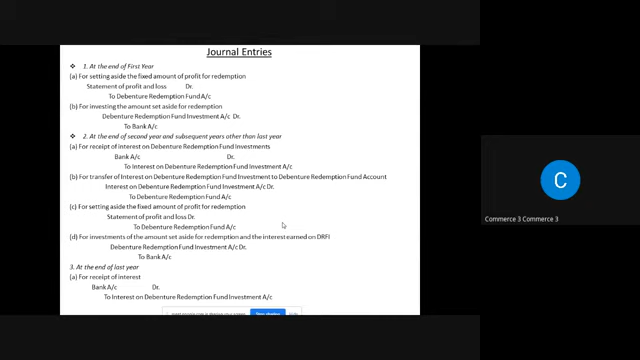 Journal Entries
❖ 1. At the end of First Year
(a) For setting aside the fixed amount of profit for redemption
Statement of profit and loss Dr.
To Debenture Redemption Fund A/c
(b) For investing the amount set aside for redemption
Debenture Redemption Fund Investment A/c Dr.
To Bank A/c
❖ 2. At the end of second year and subsequent years other than last year
(a) For receipt of interest on Debenture Redemption Fund Investments
Bank A/c Dr.
To Interest on Debenture Redemption Fund Investment A/c
(b) For transfer of Interest on Debenture Redemption Fund Investment to Debenture Redemption Fund Account
Interest on Debenture Redemption Fund Investment A/c Dr.
To Debenture Redemption Fund A/c
(c) For setting aside the fixed amount of profit for redemption
Statement of profit and loss Dr.
To Debenture Redemption Fund A/c
(d) For investments of the amount set aside for redemption and the interest earned on DRFI
Debenture Redemption Fund Investment A/c Dr.
To Bank A/c
3. At the end of last year
(a) For receipt of interest
Bank A/c Dr.
To Interest on Debenture Redemption Fund Investment A/c
C
Commerce 3 Commerce 3